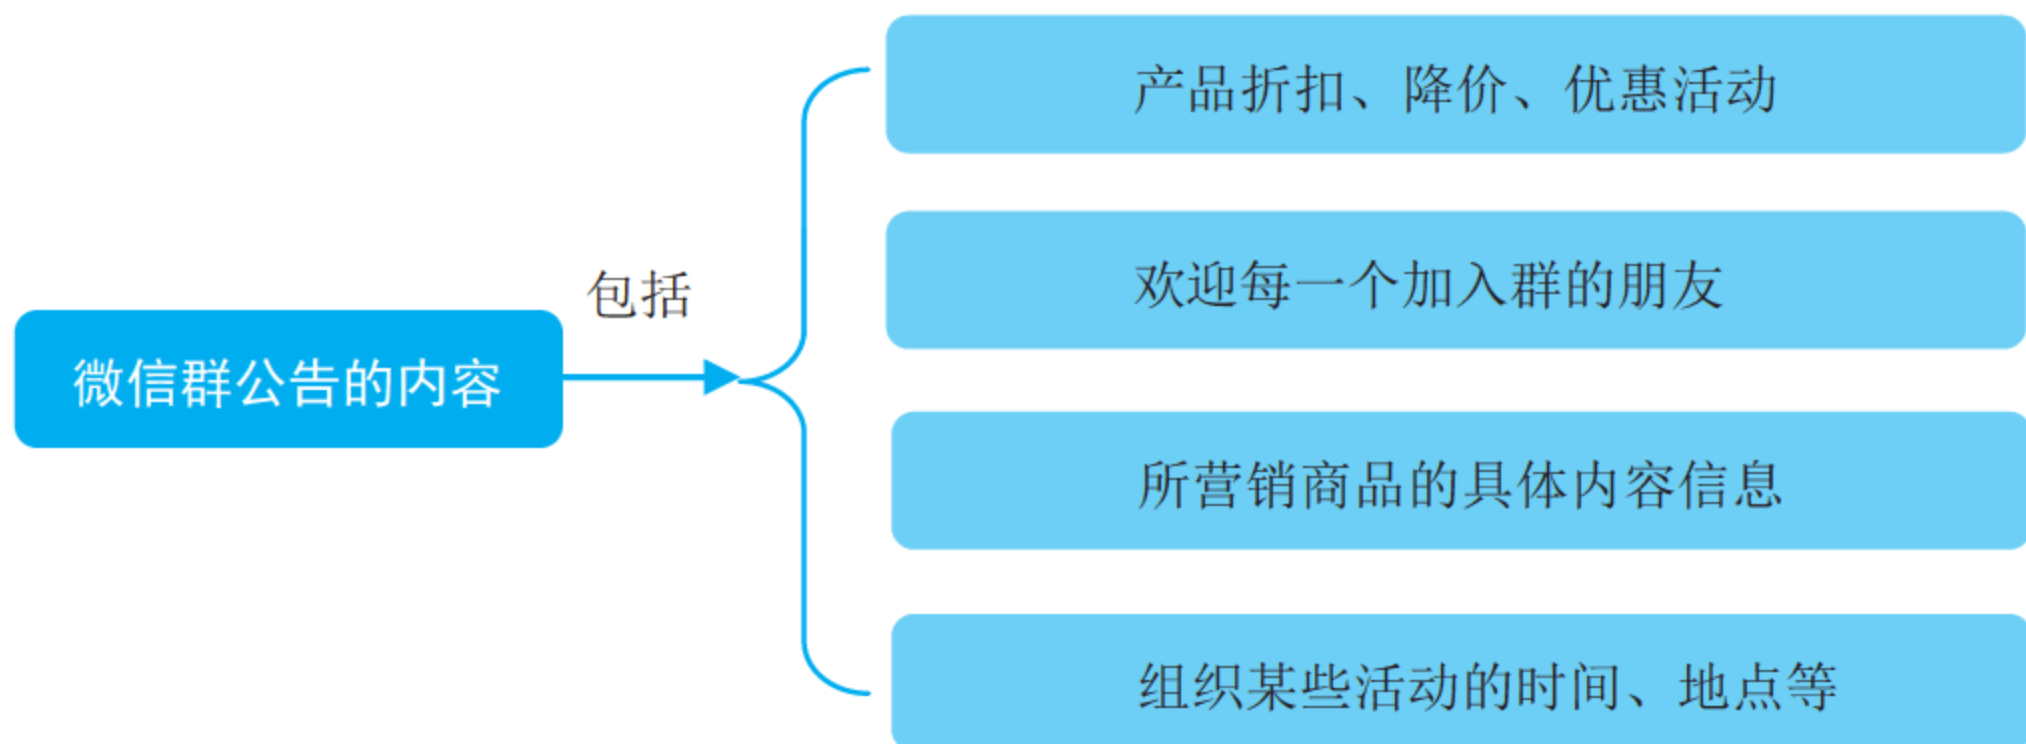 产品折扣、降价、优惠活动
欢迎每一个加入群的朋友
包括
微信群公告的内容
所营销商品的具体内容信息
组织某些活动的时间、地点等